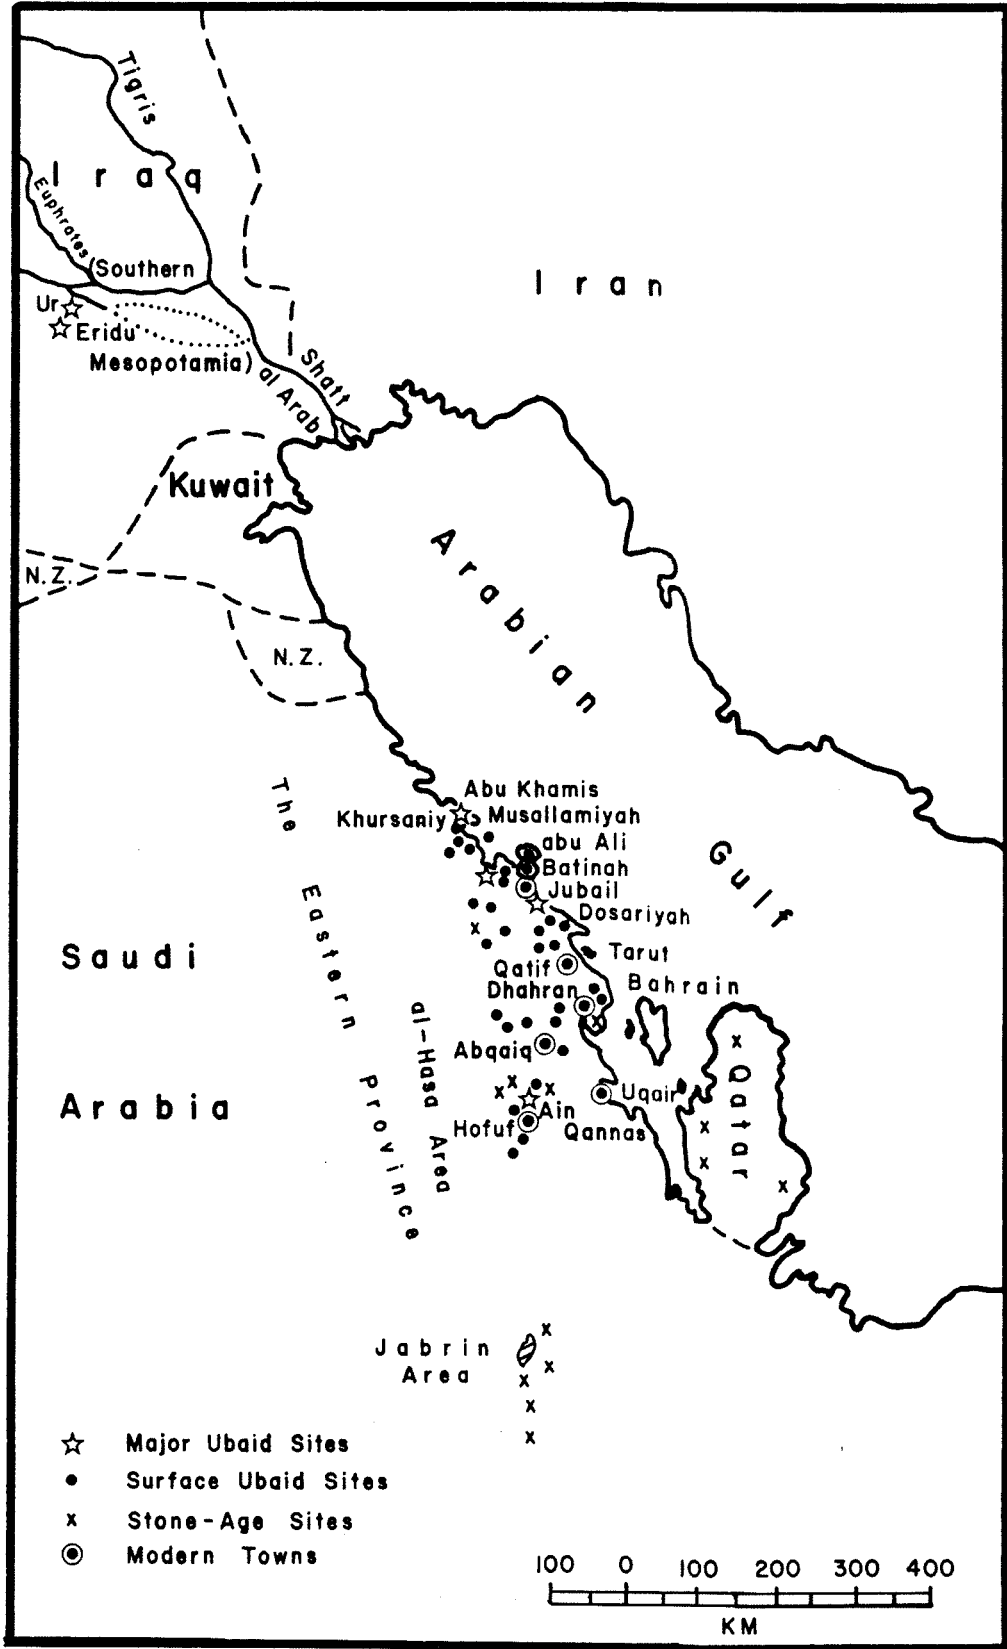 Tigris
Iraq
Euphrates
(Southern
Iran
Ur
Eridu
Mesopotamia)
Shatt
al Arab
Kuwait
Arabian
N.Z.
N.Z.
The Eastern Province
Abu Khamis
Khursaniy
Musallamiyah
abu Ali
Batinah
Gulf
Jubail
Dosariyah
Saudi
Tarut
Qatif
Dhahran
Bahrain
al-Hasa Area
Abqaiq
Qatar
Uqair
Arabia
Ain
Hofuf
Qannas
Jabrin
Area
Major Ubaid Sites
Surface Ubaid Sites
x Stone-Age Sites
Modern Towns
100 0 100 200 300 400
KM